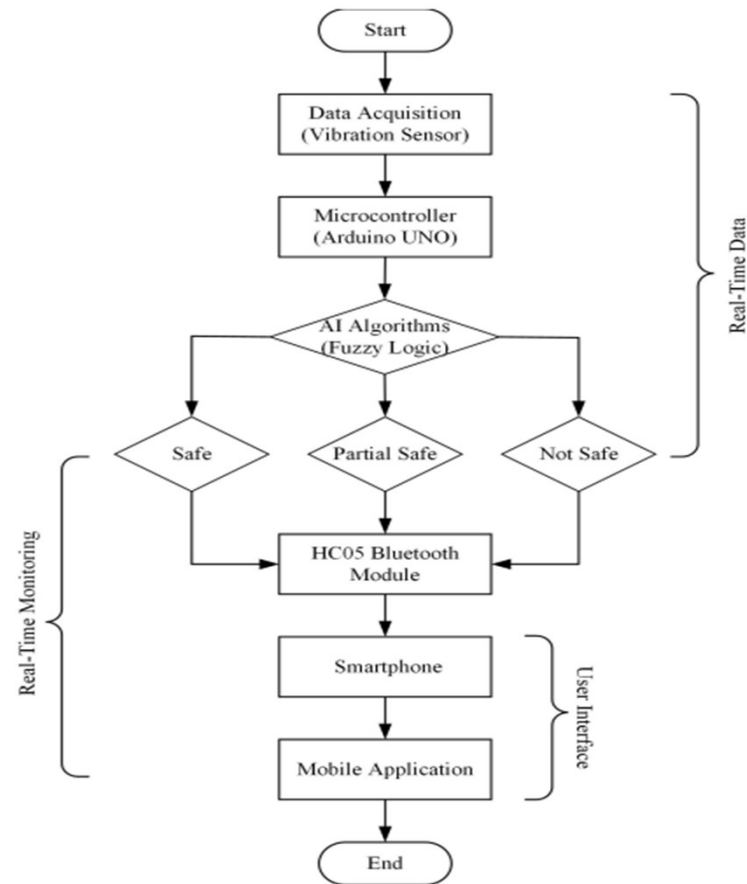 Start
Data Acquisition
(Vibration Sensor)
Microcontroller
(Arduino UNO)
Real-Time Data
AI Algorithms
(Fuzzy Logic)
Safe
Partial Safe
Not Safe
HC05 Bluetooth
Module
Real-Time Monitoring
Smartphone
User Interface
Mobile Application
End